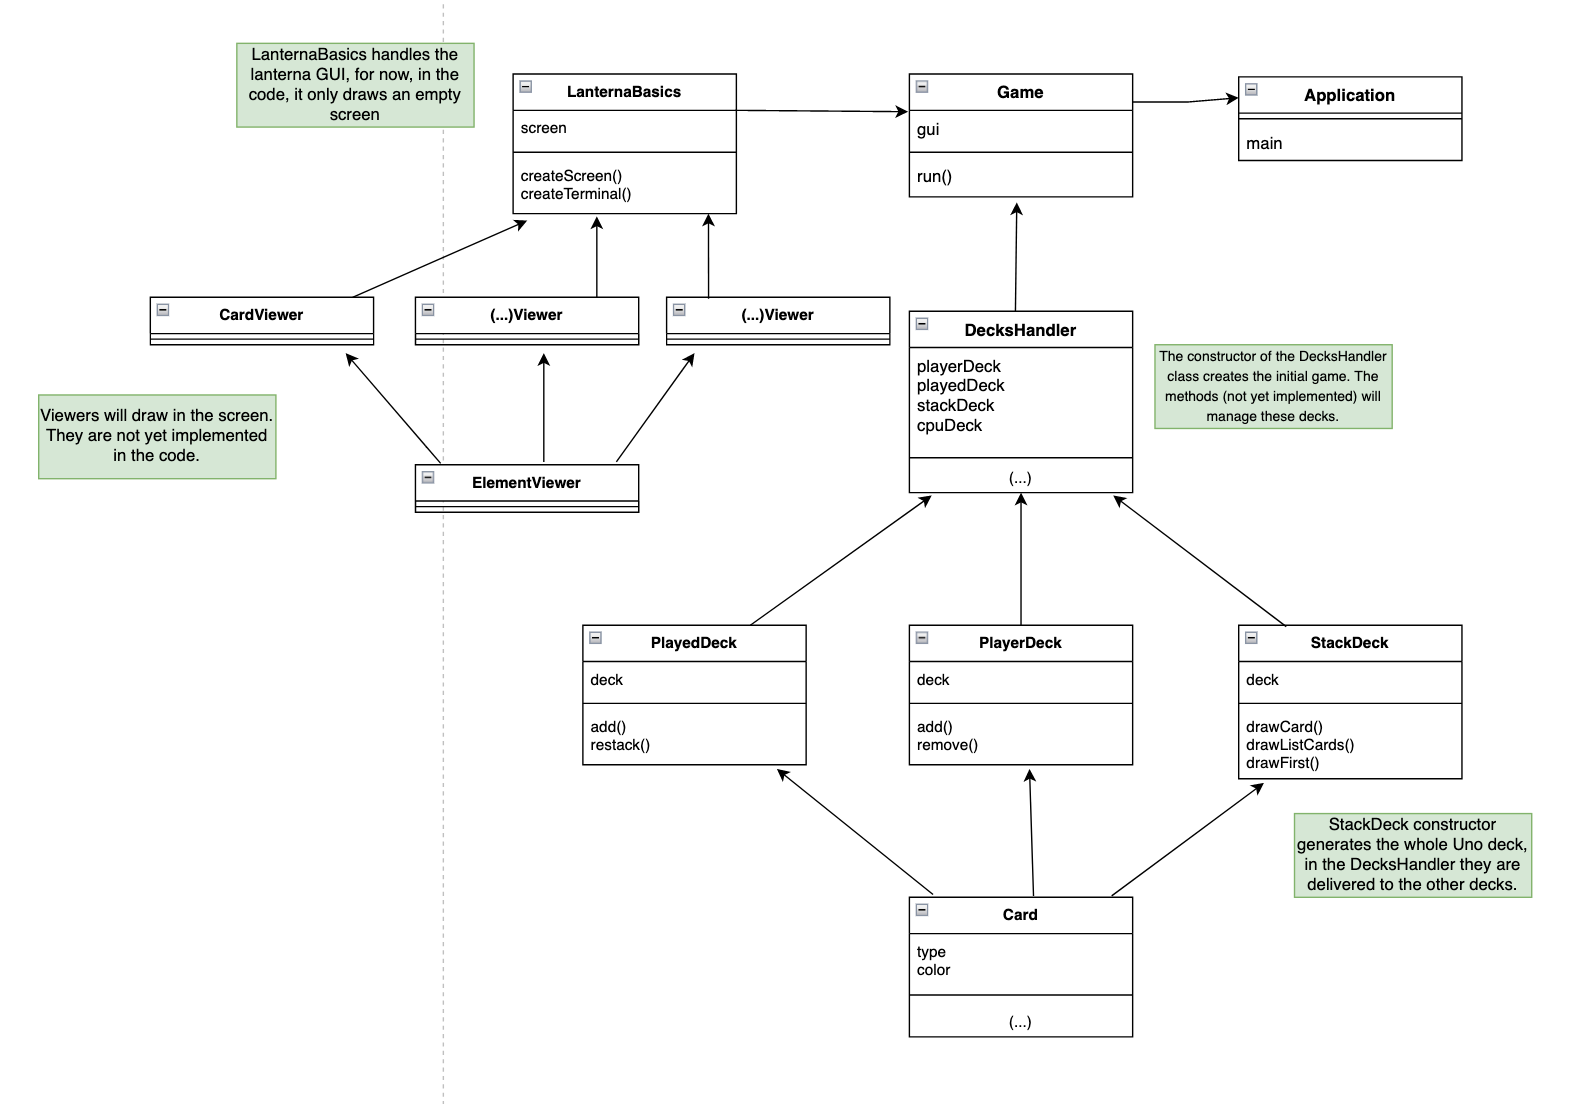 LanternaBasics handles the
lanterna GUI, for now, in the
code, it only draws an empty
screen
LanternaBasics
screen
createScreen()
createTerminal()
Game
gui
run()
Application
main
CardViewer
(...)Viewer
(...)Viewer
DecksHandler
playerDeck
playedDeck
stackDeck
cpuDeck
(...)
The constructor of the DecksHandler
class creates the initial game. The
methods (not yet implemented) will
manage these decks.
Viewers will draw in the screen.
They are not yet implemented
in the code.
ElementViewer
PlayedDeck
deck
add()
restack()
PlayerDeck
deck
add()
remove()
StackDeck
deck
drawCard()
drawListCards()
drawFirst()
StackDeck constructor
generates the whole Uno deck,
in the DecksHandler they are
delivered to the other decks.
Card
type
color
(...)